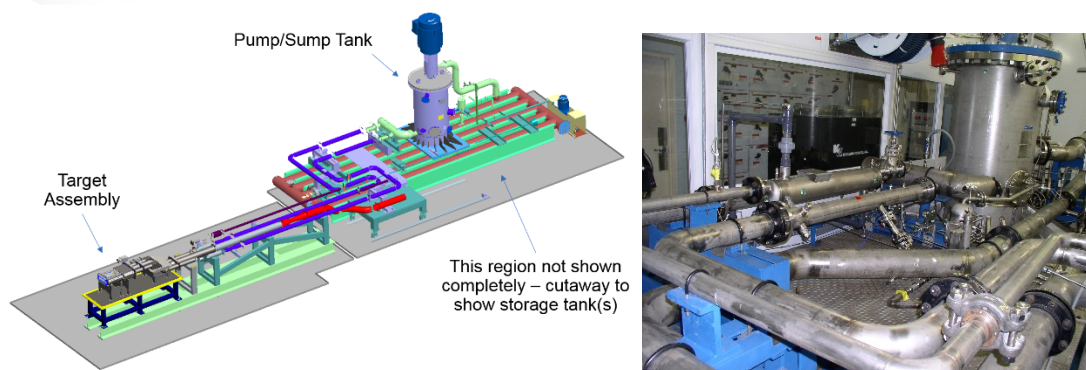 Pump/Sump Tank
Target
Assembly
This region not shown
completely – cutaway to
show storage tank(s)